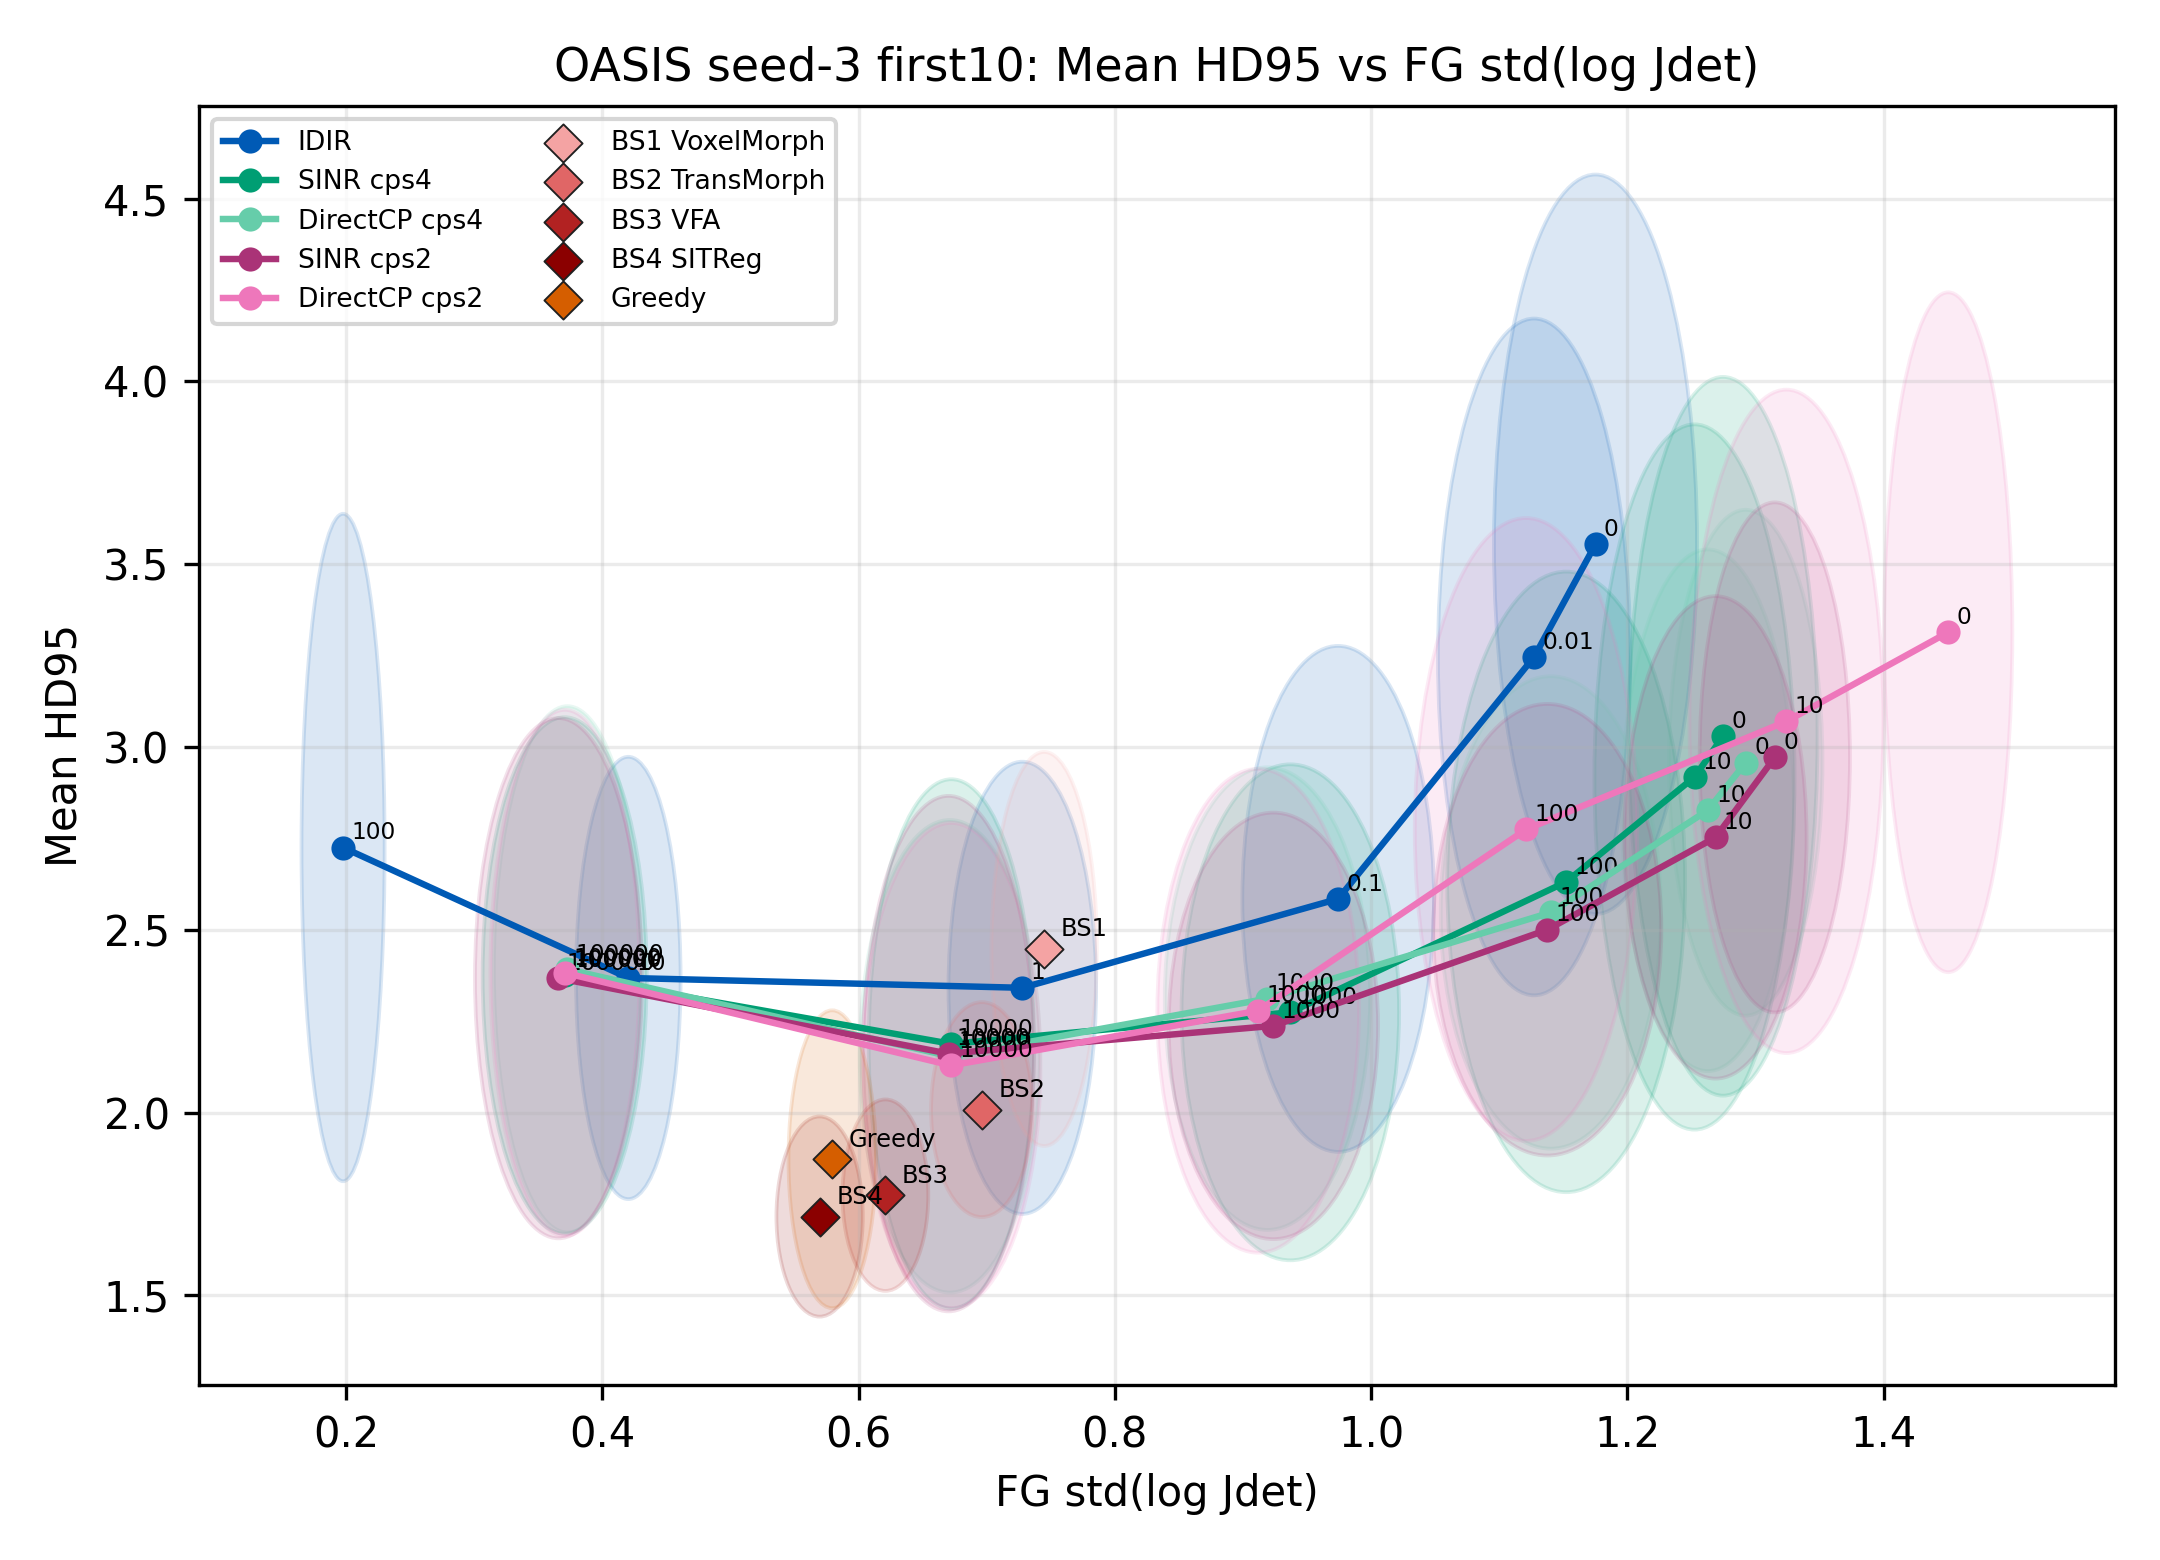 OASIS seed-3 first10: Mean HD95 vs FG std(log Jdet)
IDIR
SINR cps4
DirectCP cps4
SINR cps2
DirectCP cps2
BS1 VoxelMorph
BS2 TransMorph
BS3 VFA
BS4 SITReg
Greedy
Mean HD95
4.5
4.0
3.5
3.0
2.5
2.0
1.5
0
0.01
0
10
0
0
0
10
10
10
100
100
100
100
100
0.1
BS1
1
100000
10
1000
1000
1000
10000
10000
10000
BS2
Greedy
BS3
BS4
0.2
0.4
0.6
0.8
1.0
1.2
1.4
FG std(log Jdet)